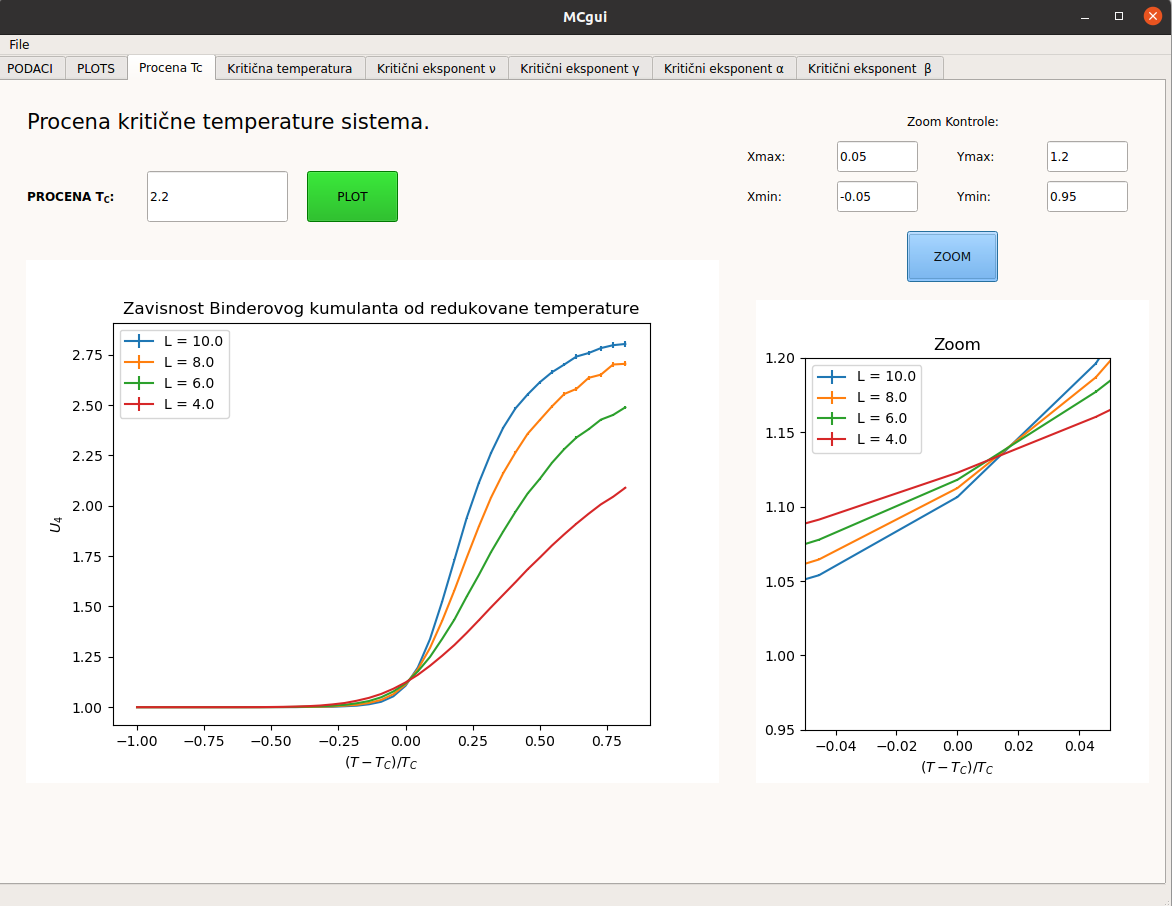 MCgui
File
PODACI
PLOTS
Procena Tc
Kritična temperatura
Kritični eksponent ν
Kritični eksponent γ
Kritični eksponent α
Kritični eksponent β
Procena kritične temperature sistema.
PROCENA T_C:
2.2
PLOT
Zoom Kontrole:
Xmax:
0.05
Ymax:
1.2
Xmin:
-0.05
Ymin:
0.95
ZOOM
Zavisnost Binderovog kumulanta od redukovane temperature
L = 10.0
L = 8.0
L = 6.0
L = 4.0
2.75
2.50
2.25
2.00
1.75
1.50
1.25
1.00
U_4
−1.00
−0.75
−0.50
−0.25
0.00
0.25
0.50
0.75
(T − T_C)/T_C
Zoom
L = 10.0
L = 8.0
L = 6.0
L = 4.0
1.20
1.15
1.10
1.05
1.00
0.95
−0.04
−0.02
0.00
0.02
0.04
(T − T_C)/T_C